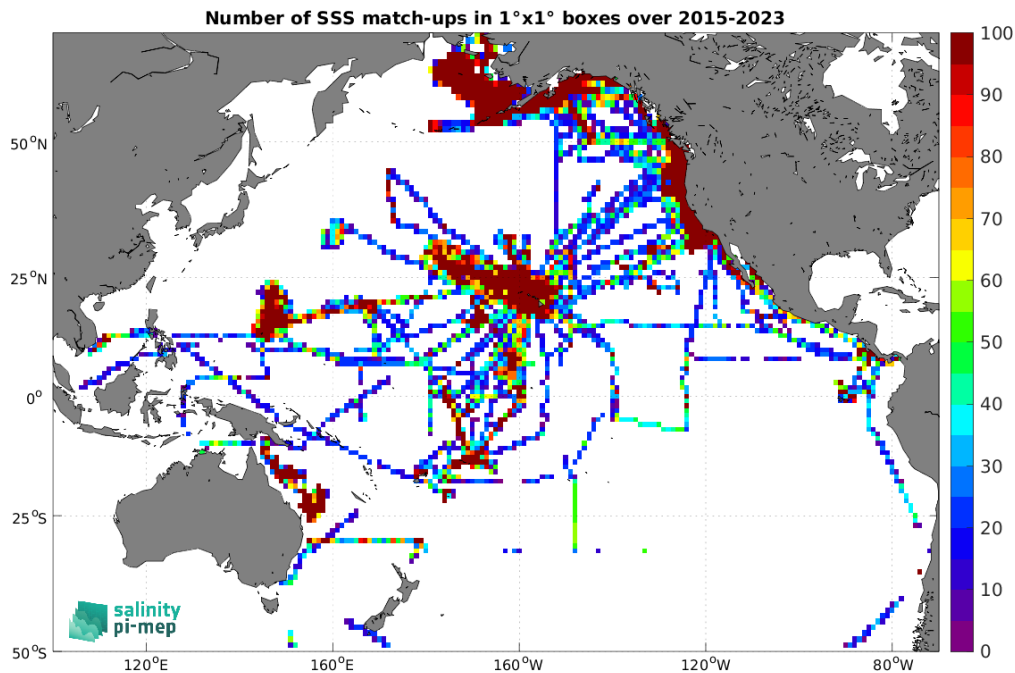 Number of SSS match-ups in 1°x1° boxes over 2015-2023
50°N
25°N
0°
25°S
50°S
120°E
160°E
160°W
120°W
80°W
100
90
80
70
60
50
40
30
20
10
0
salinity
pi-mep